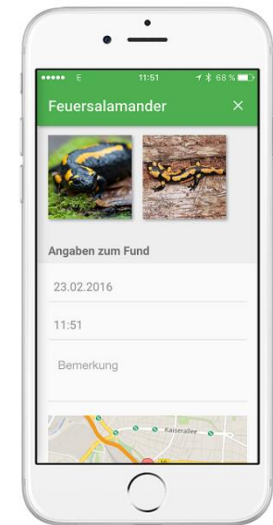 E 11:51 68 %
Feuersalamander ×
Angaben zum Fund
23.02.2016
11:51
Bemerkung
Kaiserallee